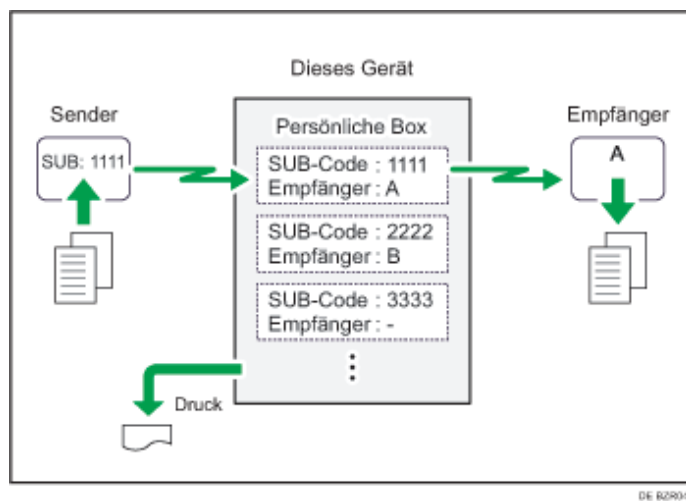 Dieses Gerät
Sender
SUB: 1111
Persönliche Box
SUB-Code : 1111
Empfänger : A
SUB-Code : 2222
Empfänger : B
SUB-Code : 3333
Empfänger : -
Empfänger
A
Druck